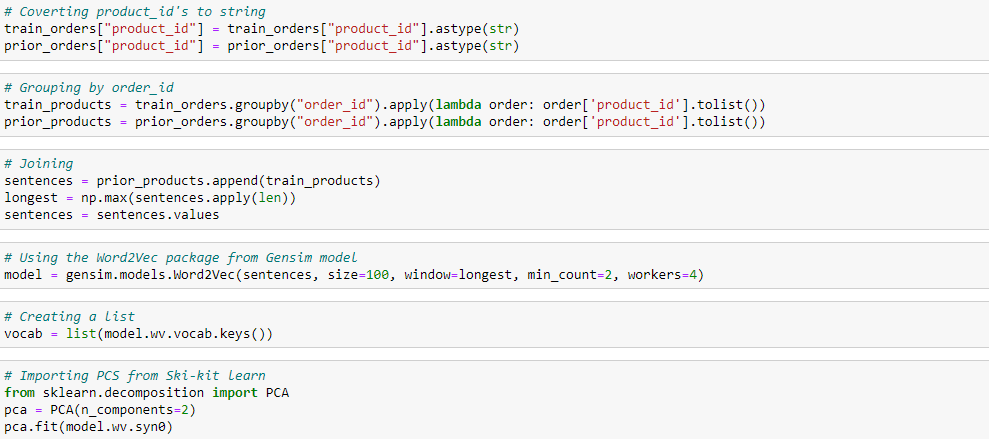 # Coverting product_id's to string
train_orders["product_id"] = train_orders["product_id"].astype(str)
prior_orders["product_id"] = prior_orders["product_id"].astype(str)
# Grouping by order_id
train_products = train_orders.groupby("order_id").apply(lambda order: order['product_id'].tolist())
prior_products = prior_orders.groupby("order_id").apply(lambda order: order['product_id'].tolist())
# Joining
sentences = prior_products.append(train_products)
longest = np.max(sentences.apply(len))
sentences = sentences.values
# Using the Word2Vec package from Gensim model
model = gensim.models.Word2Vec(sentences, size=100, window=longest, min_count=2, workers=4)
# Creating a list
vocab = list(model.wv.vocab.keys())
# Importing PCS from Ski-kit learn
from sklearn.decomposition import PCA
pca = PCA(n_components=2)
pca.fit(model.wv.syn0)